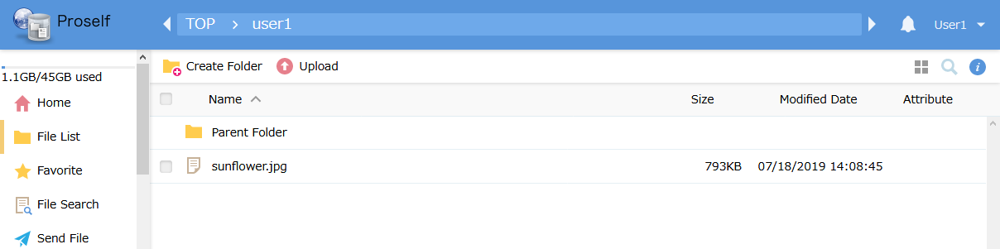 Proself
TOP > user1
User1
1.1GB/45GB used
Home
File List
Favorite
File Search
Send File
Create Folder
Upload
i
Name
Size
Modified Date
Attribute
Parent Folder
sunflower.jpg
793KB
07/18/2019 14:08:45